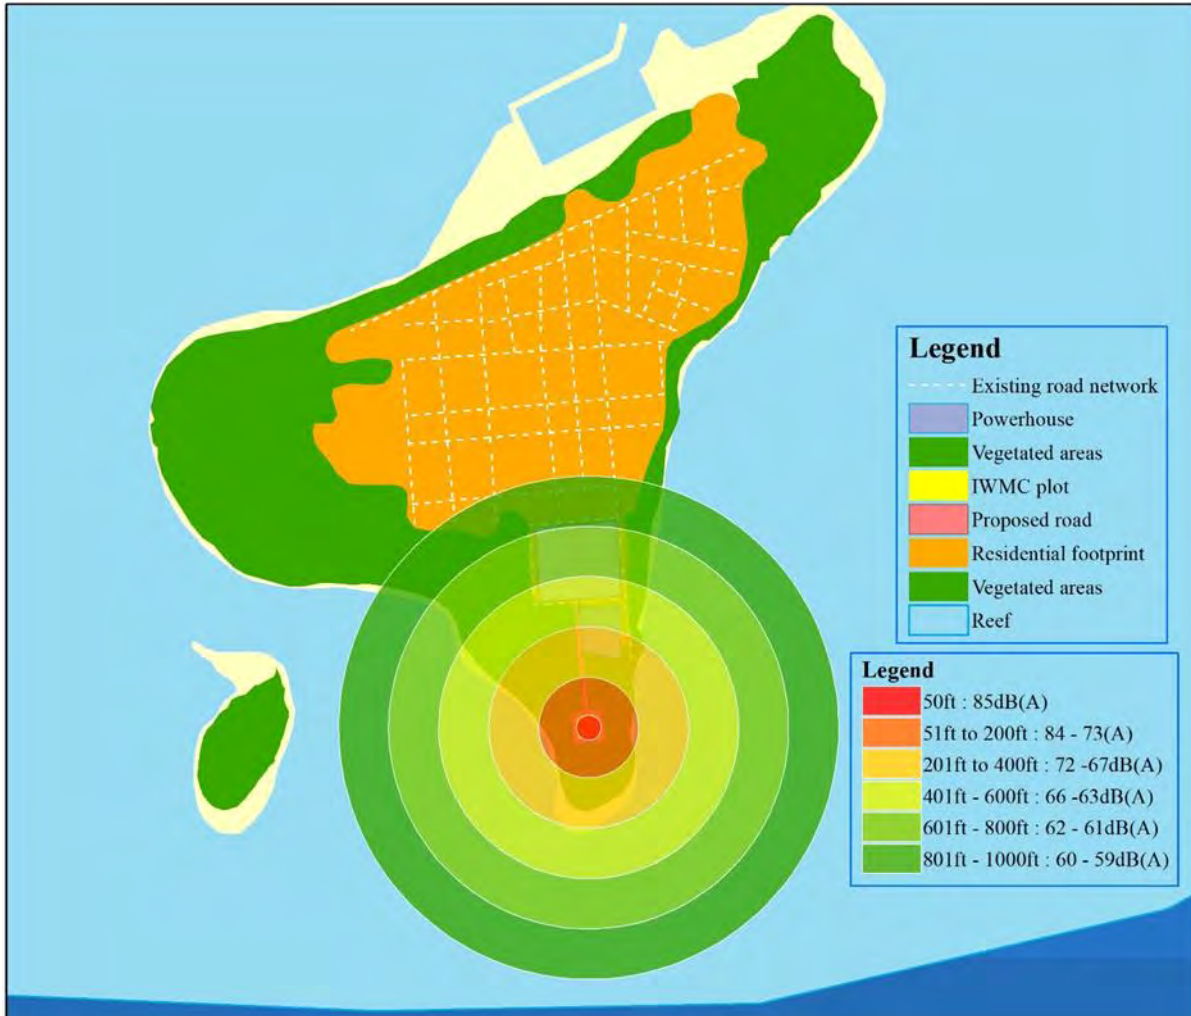 Legend
Existing road network
Powerhouse
Vegetated areas
IWMC plot
Proposed road
Residential footprint
Vegetated areas
Reef
Legend
50ft : 85dB(A)
51ft to 200ft : 84 - 73(A)
201ft to 400ft : 72 -67dB(A)
401ft - 600ft : 66 -63dB(A)
601ft - 800ft : 62 - 61dB(A)
801ft - 1000ft : 60 - 59dB(A)